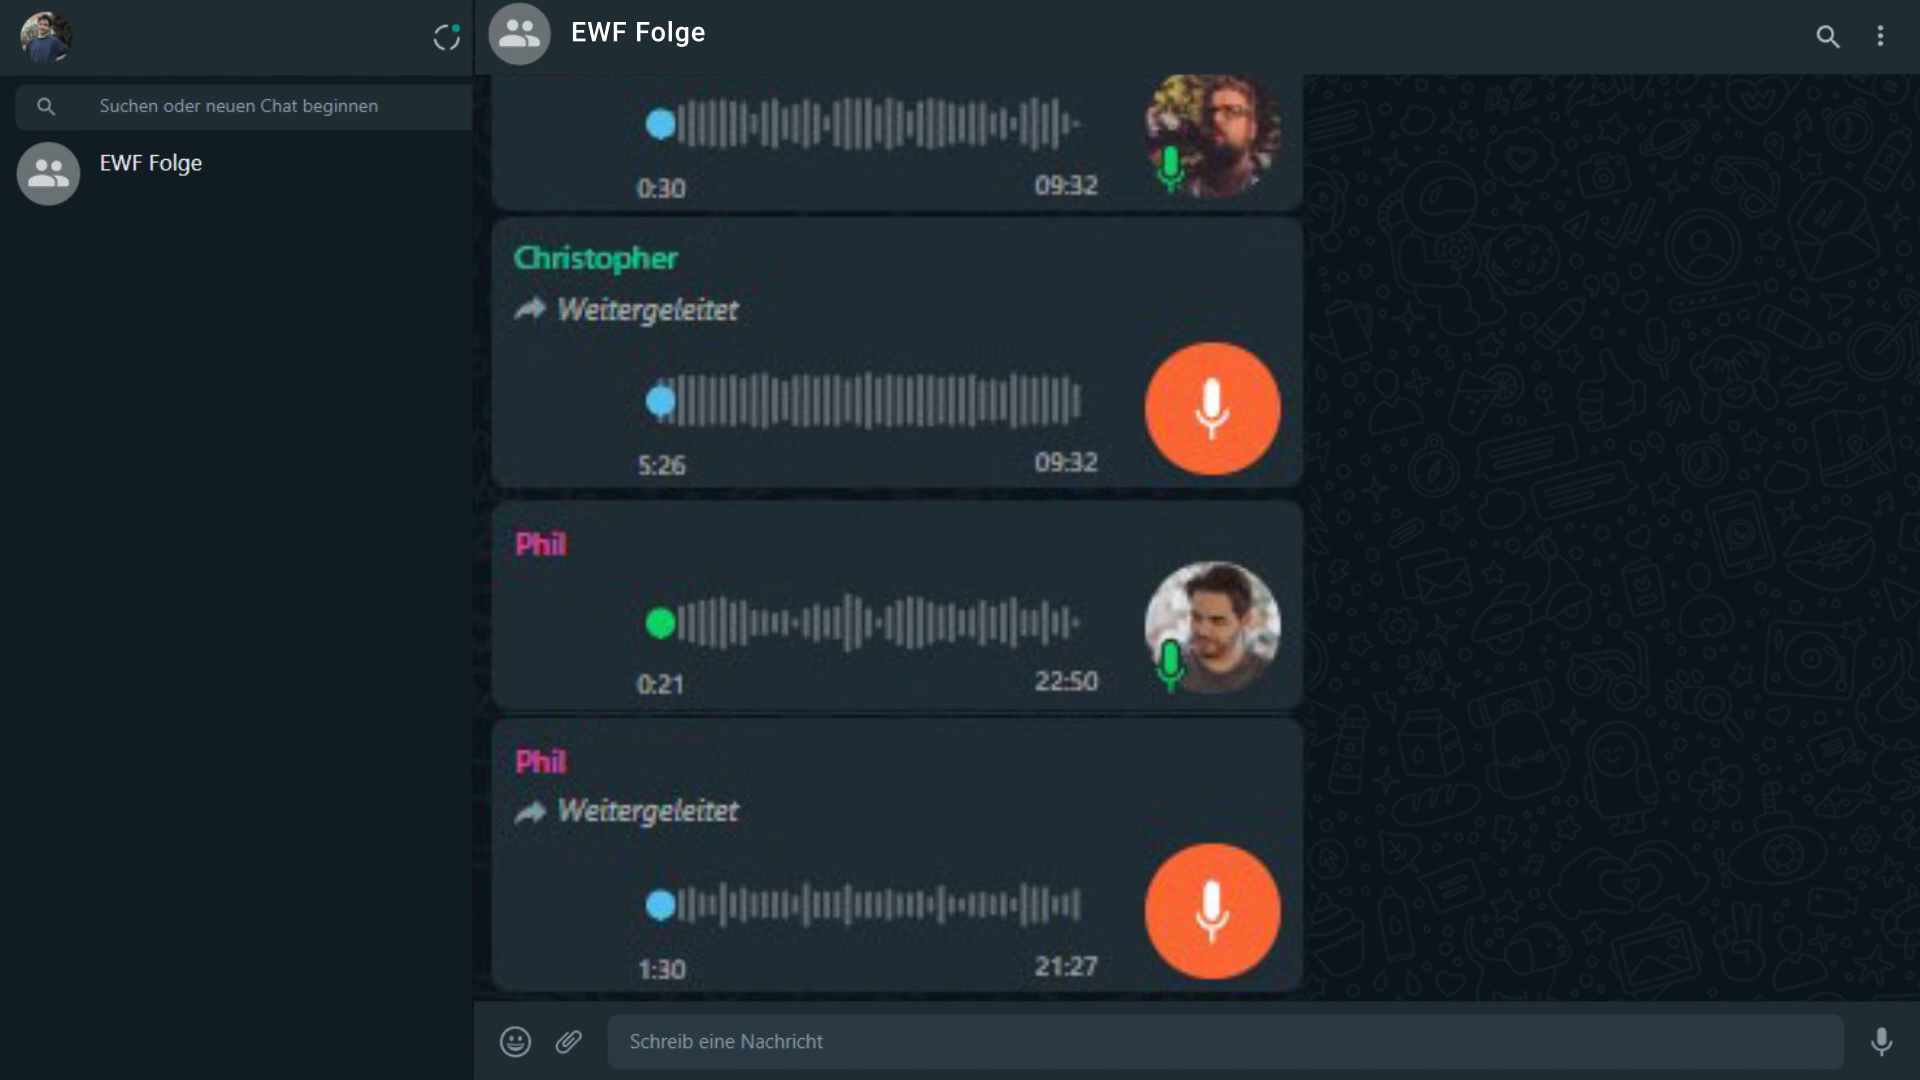 EWF Folge
Suchen oder neuen Chat beginnen
EWF Folge
0:30 09:32
Christopher
Weitergeleitet
5:26 09:32
Phil
0:21 22:50
Phil
Weitergeleitet
1:30 21:27
Schreib eine Nachricht